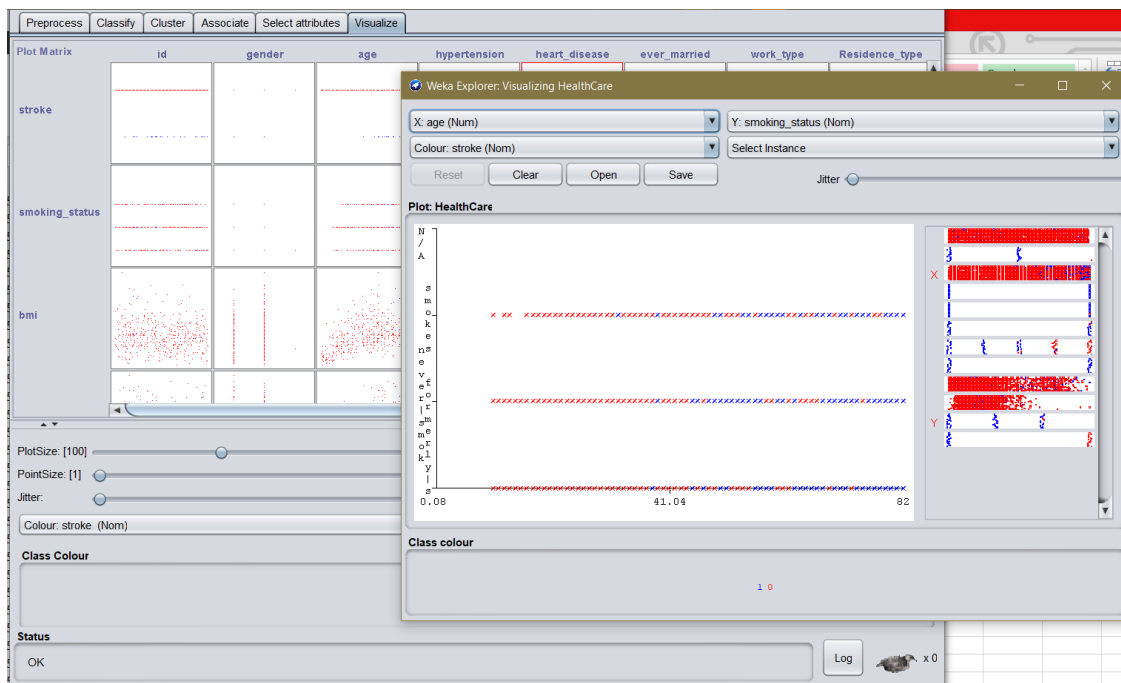 Preprocess Classify Cluster Associate Select attributes Visualize
Plot Matrix id gender age hypertension heart_disease ever_married work_type Residence_type
stroke
smoking_status
bmi
PlotSize: [100]
PointSize: [1]
Jitter:
Colour: stroke (Nom)
Class Colour
Status
OK
Log
x 0
Weka Explorer: Visualizing HealthCare
X: age (Num) Y: smoking_status (Nom)
Colour: stroke (Nom) Select Instance
Reset Clear Open Save Jitter
Plot: HealthCare
N/A
smokes
never smok
formerly s
0.08 41.04 82
X
Y
Class colour
1 0